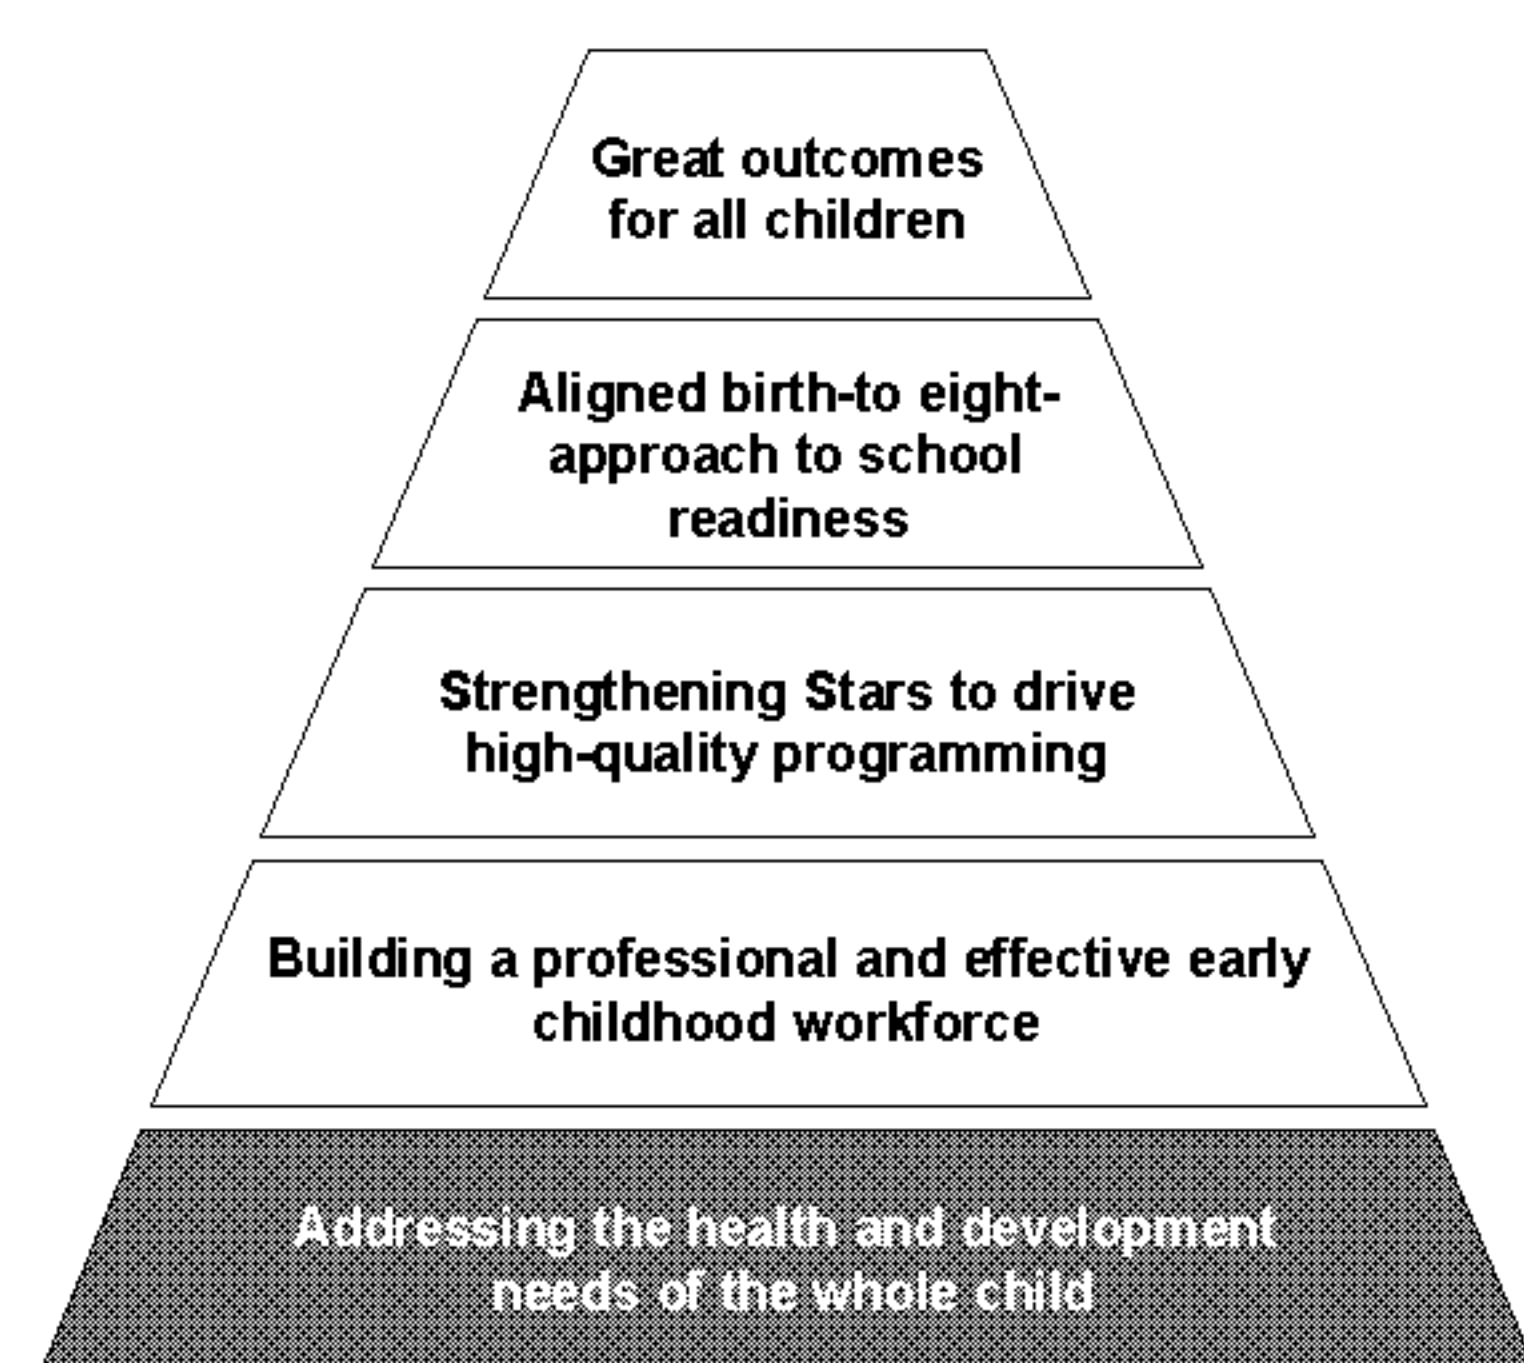 Great outcomes
for all children
Aligned birth-to eight-
approach to school
readiness
Strengthening Stars to drive
high-quality programming
Building a professional and effective early
childhood workforce
Addressing the health and development
needs of the whole child